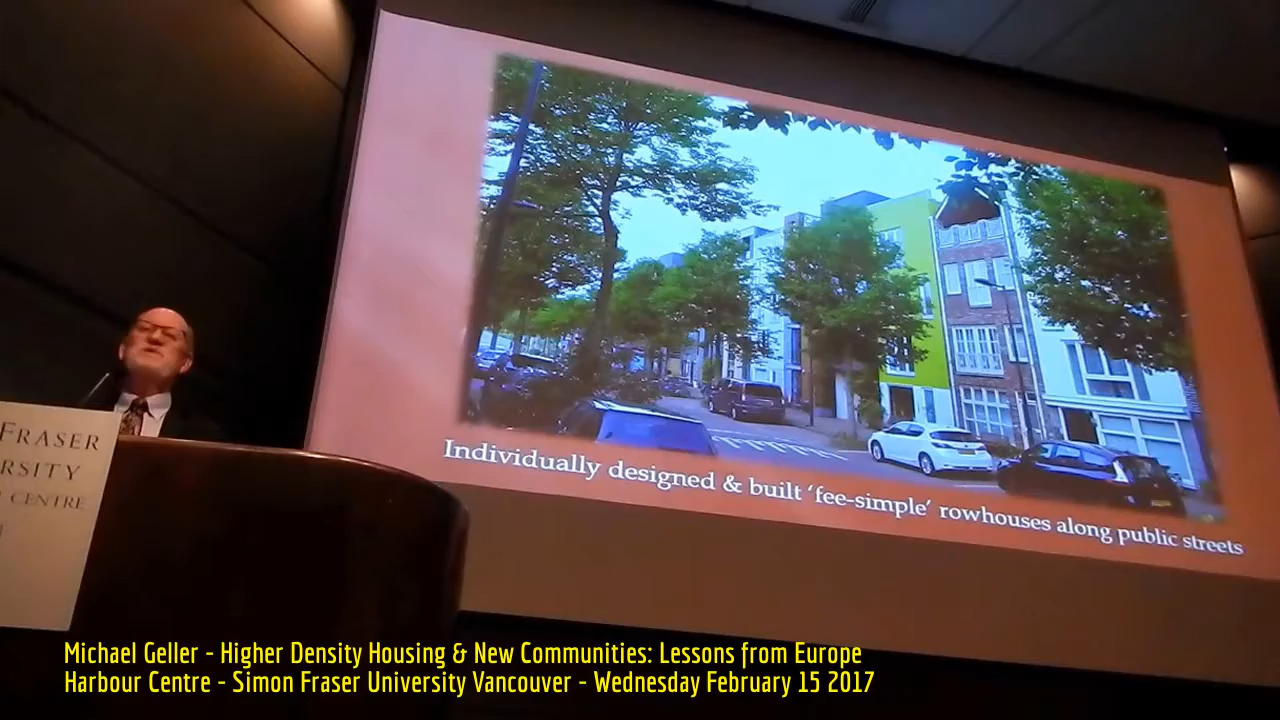 Individually designed & built ‘fee-simple’ rowhouses along public streets
FRASER
RSITY
CENTRE
Michael Geller - Higher Density Housing & New Communities: Lessons from Europe
Harbour Centre - Simon Fraser University Vancouver - Wednesday February 15 2017